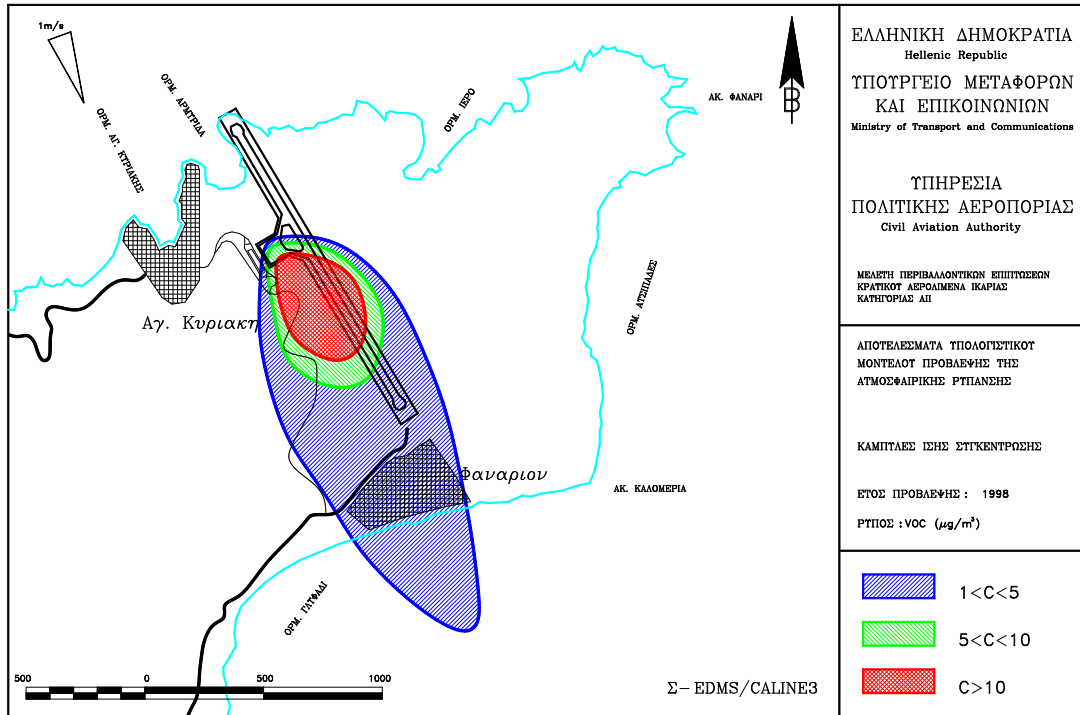 1m/s
ΟΡΜ. ΑΓ. ΚΥΡΙΑΚΗΣ
ΟΡΜ. ΑΡΜΥΡΙΔΑ
ΟΡΜ. ΙΕΡΟ
ΑΚ. ΦΑΝΑΡΙ
Β
ΟΡΜ. ΑΤΣΠΑΔΕΣ
Αγ. Κυριακη
Φαναριον
ΑΚ. ΚΑΛΟΜΕΡΙΑ
ΟΡΜ. ΓΛΥΦΑΔΙ
500 0 500 1000
Σ-EDMS/CALINE3
ΕΛΛΗΝΙΚΗ ΔΗΜΟΚΡΑΤΙΑ
Hellenic Republic
ΥΠΟΥΡΓΕΙΟ ΜΕΤΑΦΟΡΩΝ
ΚΑΙ ΕΠΙΚΟΙΝΩΝΙΩΝ
Ministry of Transport and Communications
ΥΠΗΡΕΣΙΑ
ΠΟΛΙΤΙΚΗΣ ΑΕΡΟΠΟΡΙΑΣ
Civil Aviation Authority
ΜΕΛΕΤΗ ΠΕΡΙΒΑΛΛΟΝΤΙΚΩΝ ΕΠΙΠΤΩΣΕΩΝ
ΚΡΑΤΙΚΟΥ ΑΕΡΟΛΙΜΕΝΑ ΙΚΑΡΙΑΣ
ΚΑΤΗΓΟΡΙΑΣ ΑΙΙ
ΑΠΟΤΕΛΕΣΜΑΤΑ ΥΠΟΛΟΓΙΣΤΙΚΟΥ
ΜΟΝΤΕΛΟΥ ΠΡΟΒΛΕΨΗΣ ΤΗΣ
ΑΤΜΟΣΦΑΙΡΙΚΗΣ ΡΥΠΑΝΣΗΣ
ΚΑΜΠΥΛΕΣ ΙΣΗΣ ΣΥΓΚΕΝΤΡΩΣΗΣ
ΕΤΟΣ ΠΡΟΒΛΕΨΗΣ : 1998
ΡΥΠΟΣ : VOC (μg/m³)
1<C<5
5<C<10
C>10